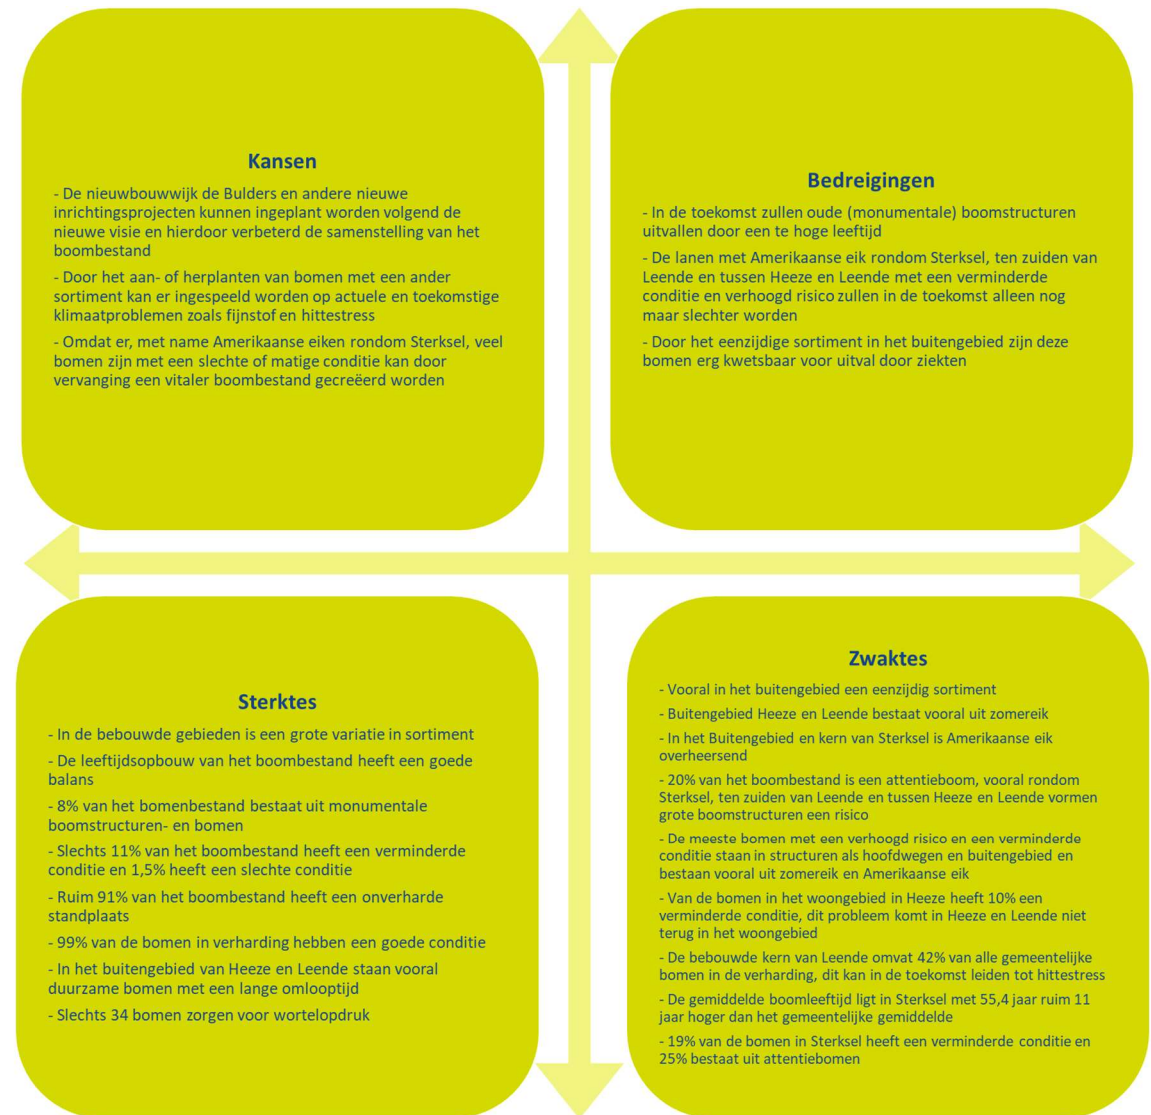 Kansen
- De nieuwbouwwijk de Bulders en andere nieuwe
inrichtingsprojecten kunnen ingeplant worden volgend de
nieuwe visie en hierdoor verbeterd de samenstelling van het
boombestand
- Door het aan- of herplanten van bomen met een ander
sortiment kan er ingespeeld worden op actuele en toekomstige
klimaatproblemen zoals fijnstof en hittestress
- Omdat er, met name Amerikaanse eiken rondom Sterksel, veel
bomen zijn met een slechte of matige conditie kan door
vervanging een vitaler boombestand gecreëerd worden
Bedreigingen
- In de toekomst zullen oude (monumentale) boomstructuren
uitvallen door een te hoge leeftijd
- De lanen met Amerikaanse eik rondom Sterksel, ten zuiden van
Leende en tussen Heeze en Leende met een verminderde
conditie en verhoogd risico zullen in de toekomst alleen nog
maar slechter worden
- Door het eenzijdige sortiment in het buitengebied zijn deze
bomen erg kwetsbaar voor uitval door ziekten
Sterktes
- In de bebouwde gebieden is een grote variatie in sortiment
- De leeftijdsopbouw van het boombestand heeft een goede
balans
- 8% van het bomenbestand bestaat uit monumentale
boomstructuren- en bomen
- Slechts 11% van het boombestand heeft een verminderde
conditie en 1,5% heeft een slechte conditie
- Ruim 91% van het boombestand heeft een onverharde
standplaats
- 99% van de bomen in verharding hebben een goede conditie
- In het buitengebied van Heeze en Leende staan vooral
duurzame bomen met een lange omlooptijd
- Slechts 34 bomen zorgen voor wortelopdruk
Zwaktes
- Vooral in het buitengebied een eenzijdig sortiment
- Buitengebied Heeze en Leende bestaat vooral uit zomereik
- In het Buitengebied en kern van Sterksel is Amerikaanse eik
overheersend
- 20% van het boombestand is een attentieboom, vooral rondom
Sterksel, ten zuiden van Leende en tussen Heeze en Leende vormen
grote boomstructuren een risico
- De meeste bomen met een verhoogd risico en een verminderde
conditie staan in structuren als hoofdwegen en buitengebied en
bestaan vooral uit zomereik en Amerikaanse eik
- Van de bomen in het woongebied in Heeze heeft 10% een
verminderde conditie, dit probleem komt in Heeze en Leende niet
terug in het woongebied
- De bebouwde kern van Leende omvat 42% van alle gemeentelijke
bomen in de verharding, dit kan in de toekomst leiden tot hittestress
- De gemiddelde boomleeftijd ligt in Sterksel met 55,4 jaar ruim 11
jaar hoger dan het gemeentelijke gemiddelde
- 19% van de bomen in Sterksel heeft een verminderde conditie en
25% bestaat uit attentiebomen